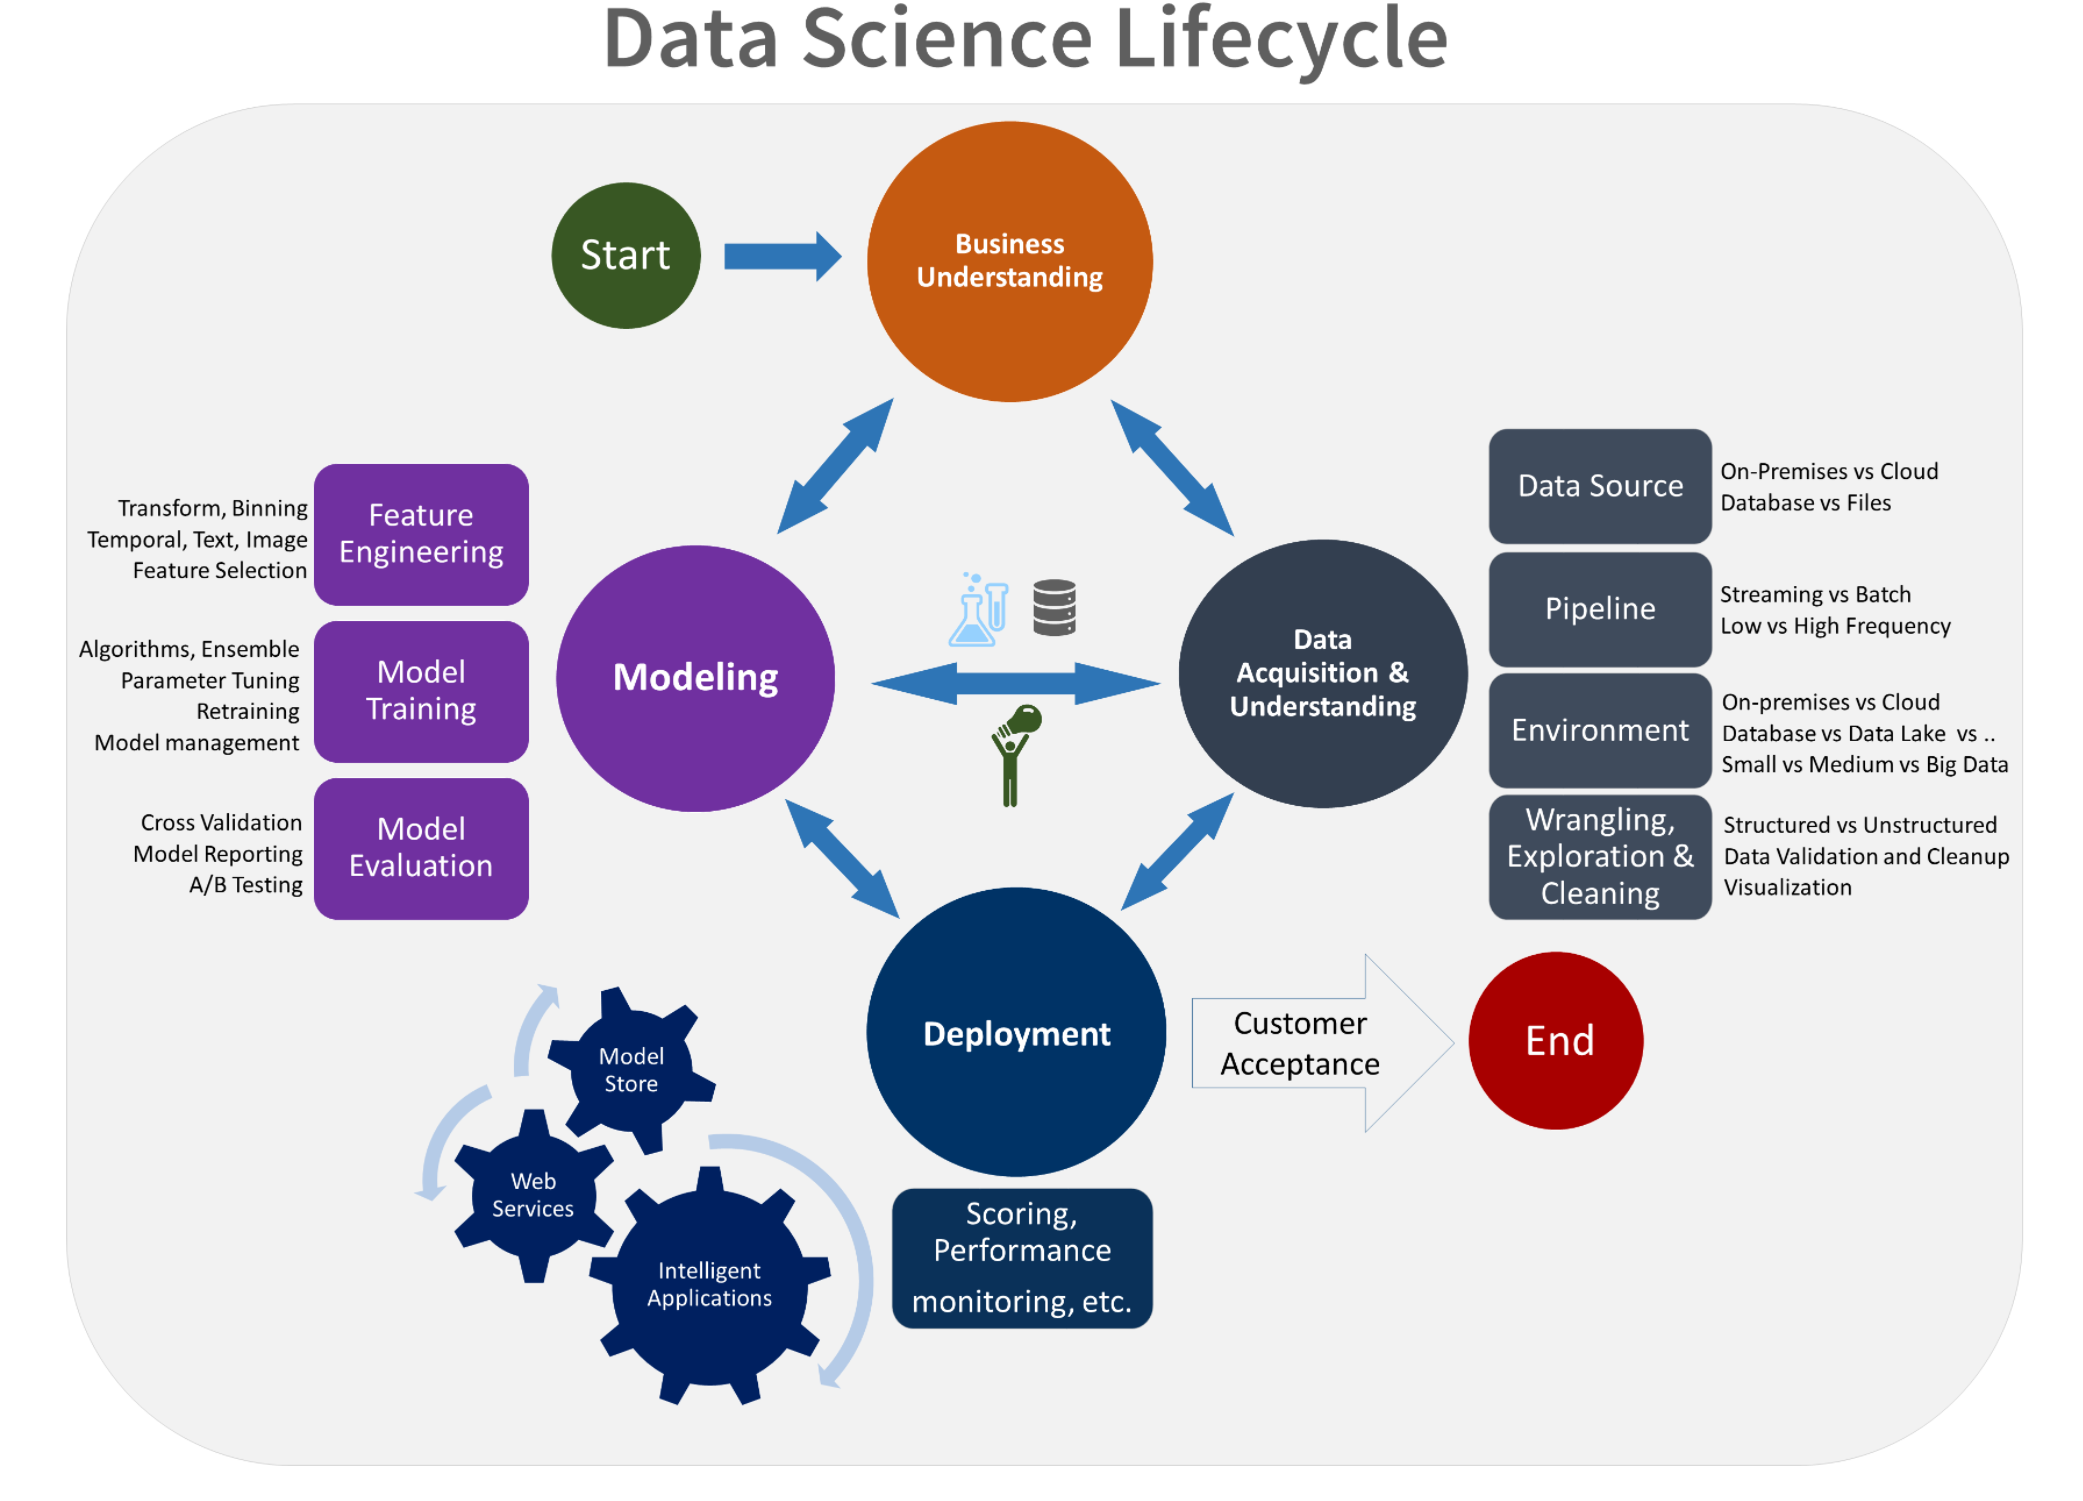 Data Science Lifecycle
Start
Business
Understanding
Transform, Binning
Temporal, Text, Image
Feature Selection
Feature
Engineering
Algorithms, Ensemble
Parameter Tuning
Retraining
Model management
Model
Training
Cross Validation
Model Reporting
A/B Testing
Model
Evaluation
Modeling
Data
Acquisition &
Understanding
Data Source
On-Premises vs Cloud
Database vs Files
Pipeline
Streaming vs Batch
Low vs High Frequency
Environment
On-premises vs Cloud
Database vs Data Lake  vs ..
Small vs Medium vs Big Data
Wrangling,
Exploration &
Cleaning
Structured vs Unstructured
Data Validation and Cleanup
Visualization
Deployment
Customer
Acceptance
End
Model
Store
Web
Services
Intelligent
Applications
Scoring,
Performance
monitoring, etc.